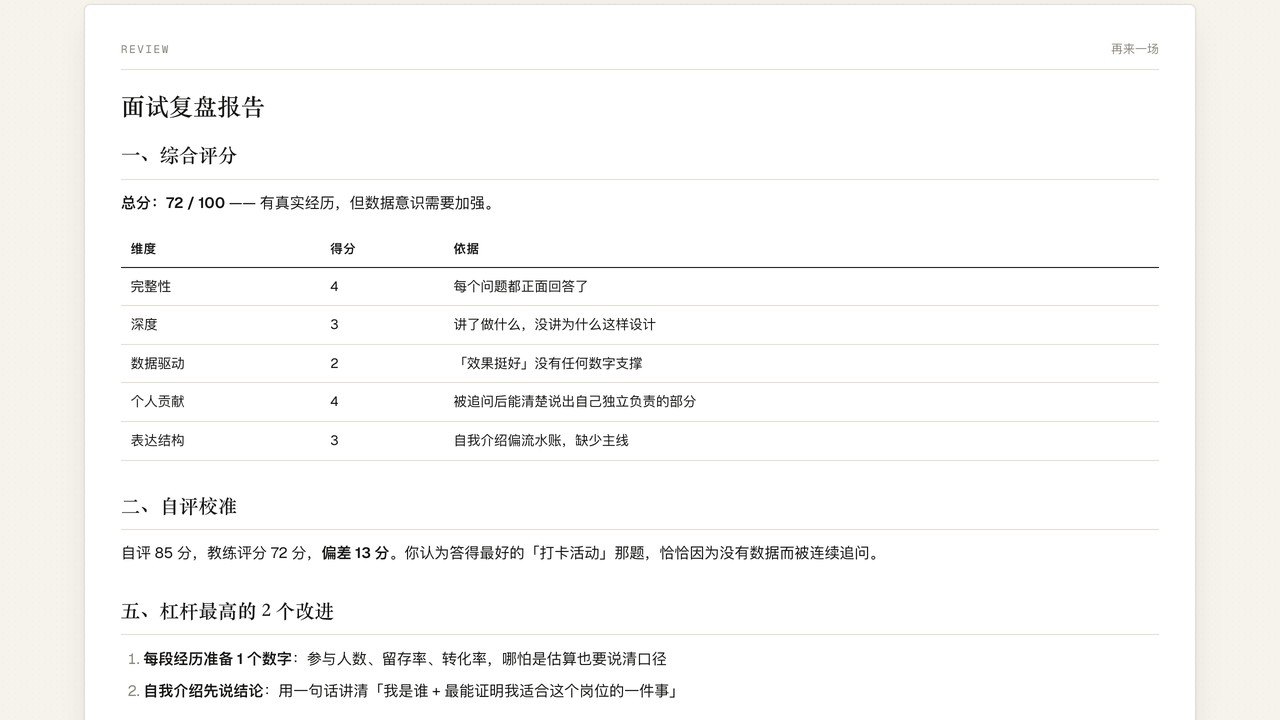 REVIEW
再来一场
面试复盘报告
一、综合评分
总分：72 / 100 —— 有真实经历，但数据意识需要加强。
维度 得分 依据
完整性 4 每个问题都正面回答了
深度 3 讲了做什么，没讲为什么这样设计
数据驱动 2 「效果挺好」没有任何数字支撑
个人贡献 4 被追问后能清楚说出自己独立负责的部分
表达结构 3 自我介绍偏流水账，缺少主线
二、自评校准
自评 85 分，教练评分 72 分，偏差 13 分。你认为答得最好的「打卡活动」那题，恰恰因为没有数据而被连续追问。
五、杠杆最高的 2 个改进
1. 每段经历准备 1 个数字：参与人数、留存率、转化率，哪怕是估算也要说清口径
2. 自我介绍先说结论：用一句话讲清「我是谁 + 最能证明我适合这个岗位的一件事」